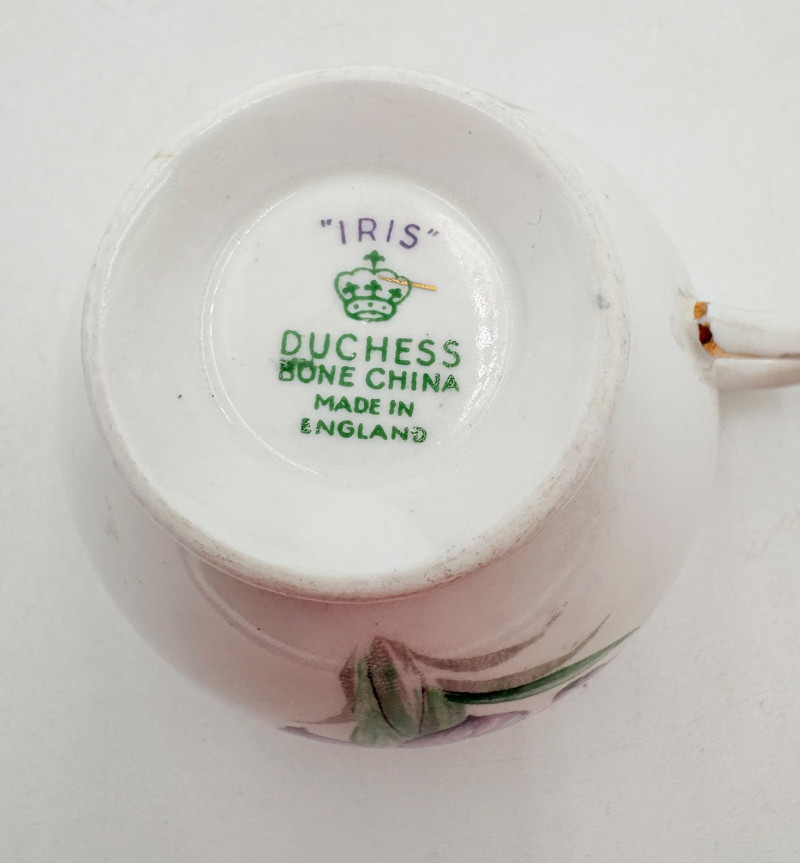 "IRIS"
DUCHESS
BONE CHINA
MADE IN
ENGLAND